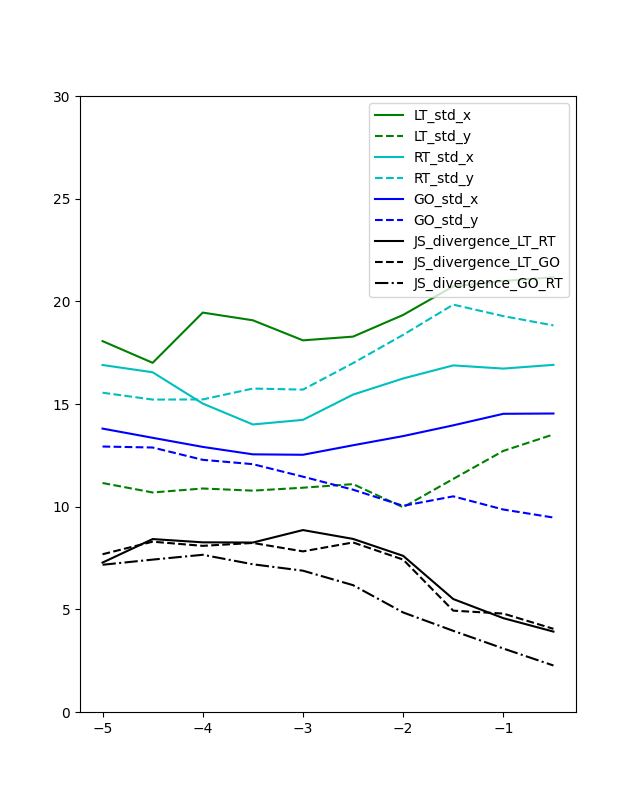 30
25
20
15
10
5
0
−5
−4
−3
−2
−1
LT_std_x
LT_std_y
RT_std_x
RT_std_y
GO_std_x
GO_std_y
JS_divergence_LT_RT
JS_divergence_LT_GO
JS_divergence_GO_RT